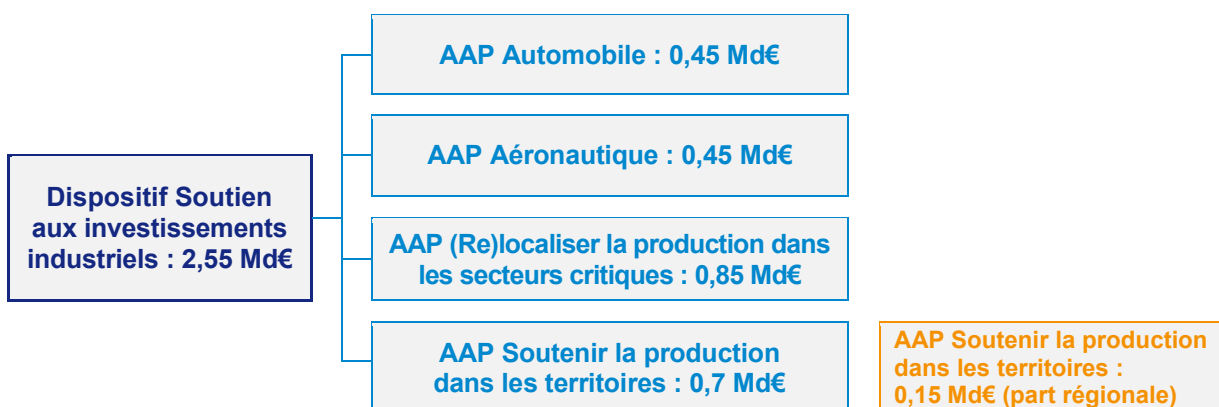 AAP Automobile : 0,45 Md€
AAP Aéronautique : 0,45 Md€
Dispositif Soutien
aux investissements
industriels : 2,55 Md€
AAP (Re)localiser la production dans
les secteurs critiques : 0,85 Md€
AAP Soutenir la production
dans les territoires : 0,7 Md€
AAP Soutenir la production
dans les territoires :
0,15 Md€ (part régionale)